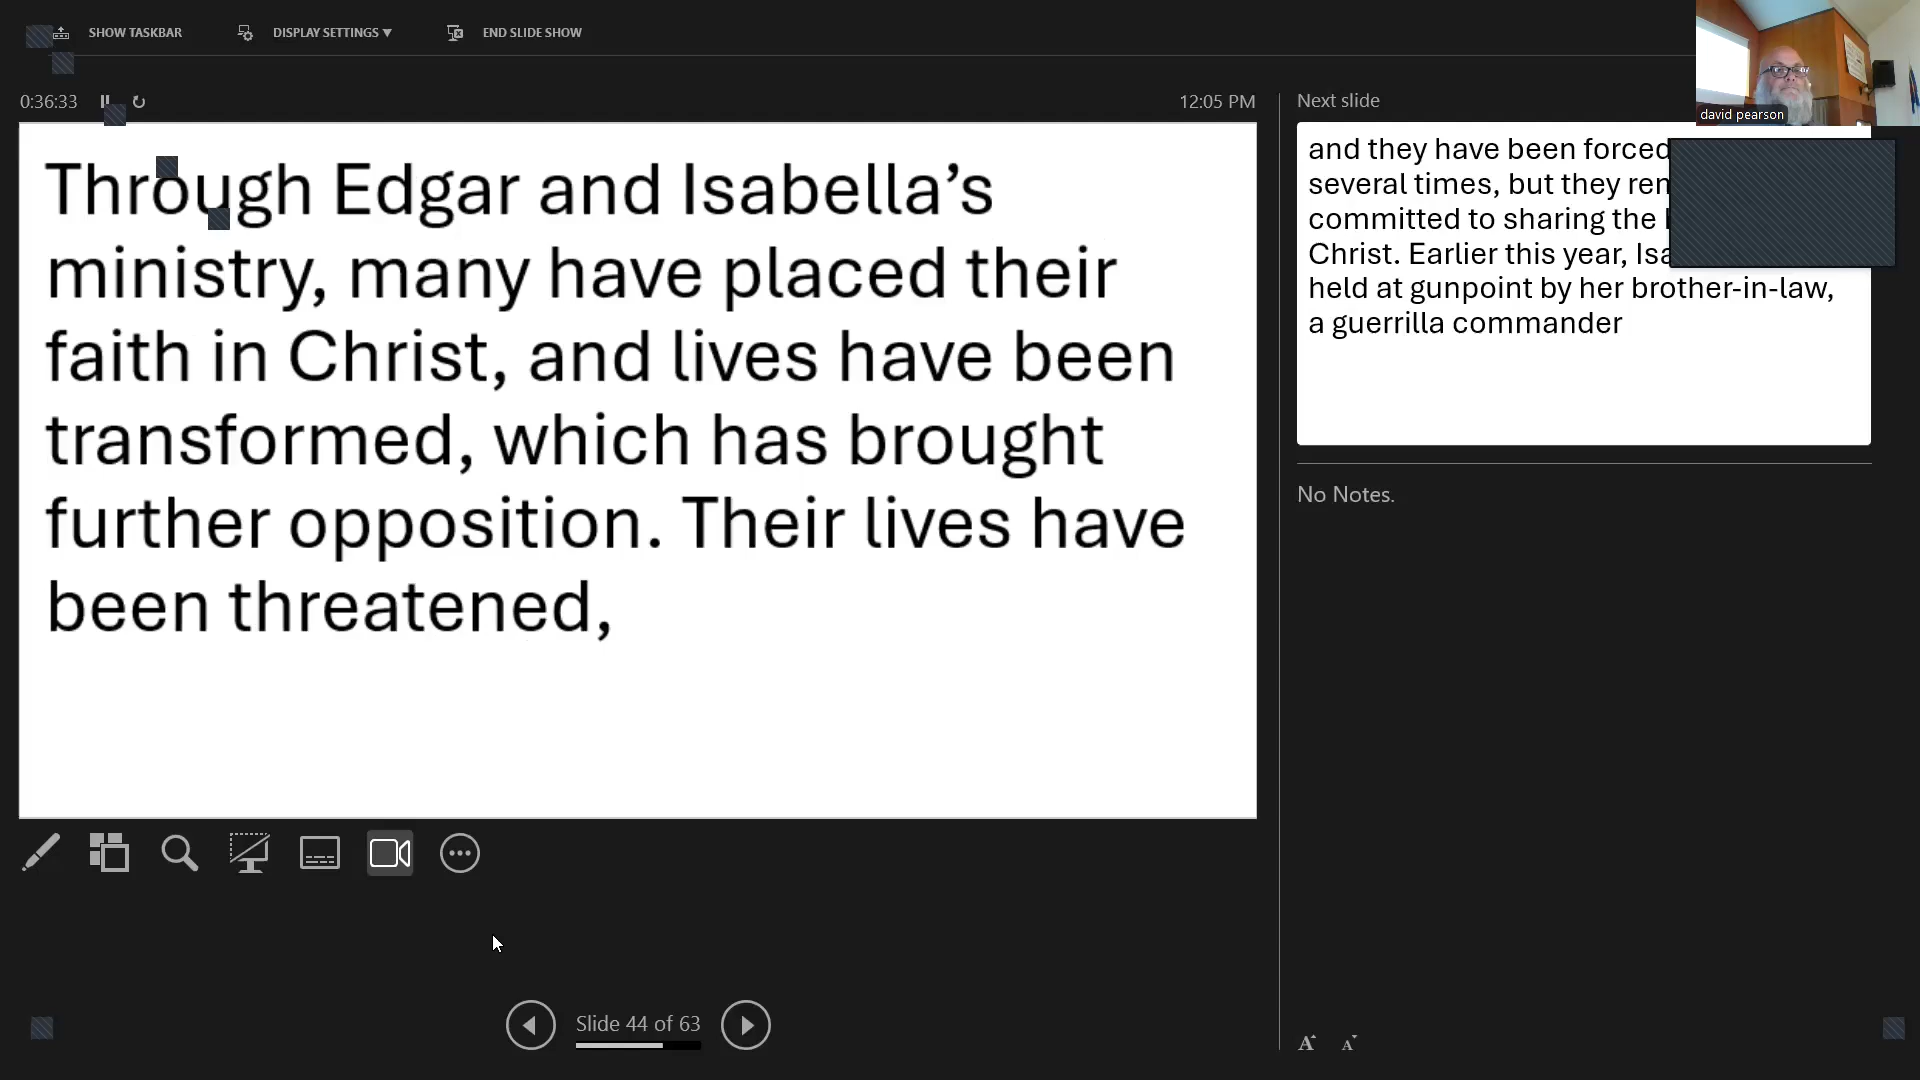 SHOW TASKBAR
DISPLAY SETTINGS ▼
END SLIDE SHOW
0:36:33
12:05 PM
Through Edgar and Isabella’s
ministry, many have placed their
faith in Christ, and lives have been
transformed, which has brought
further opposition. Their lives have
been threatened,
Slide 44 of 63
Next slide
david pearson
and they have been forced
several times, but they
committed to sharing the
Christ. Earlier this year,
held at gunpoint by her brother-in-law,
a guerrilla commander
No Notes.
A A